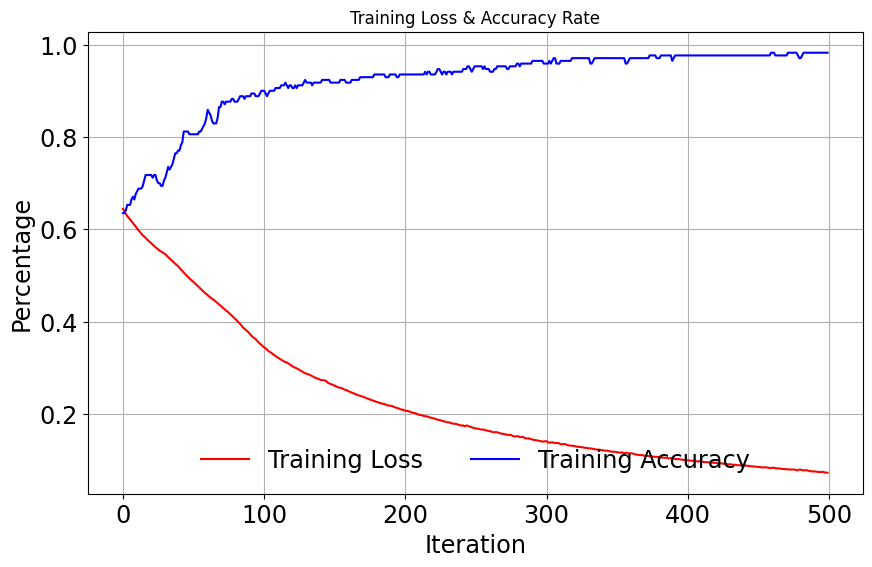 Training Loss & Accuracy Rate
1.0
0.8
0.6
0.4
0.2
Percentage
Training Loss
Training Accuracy
0 100 200 300 400 500
Iteration